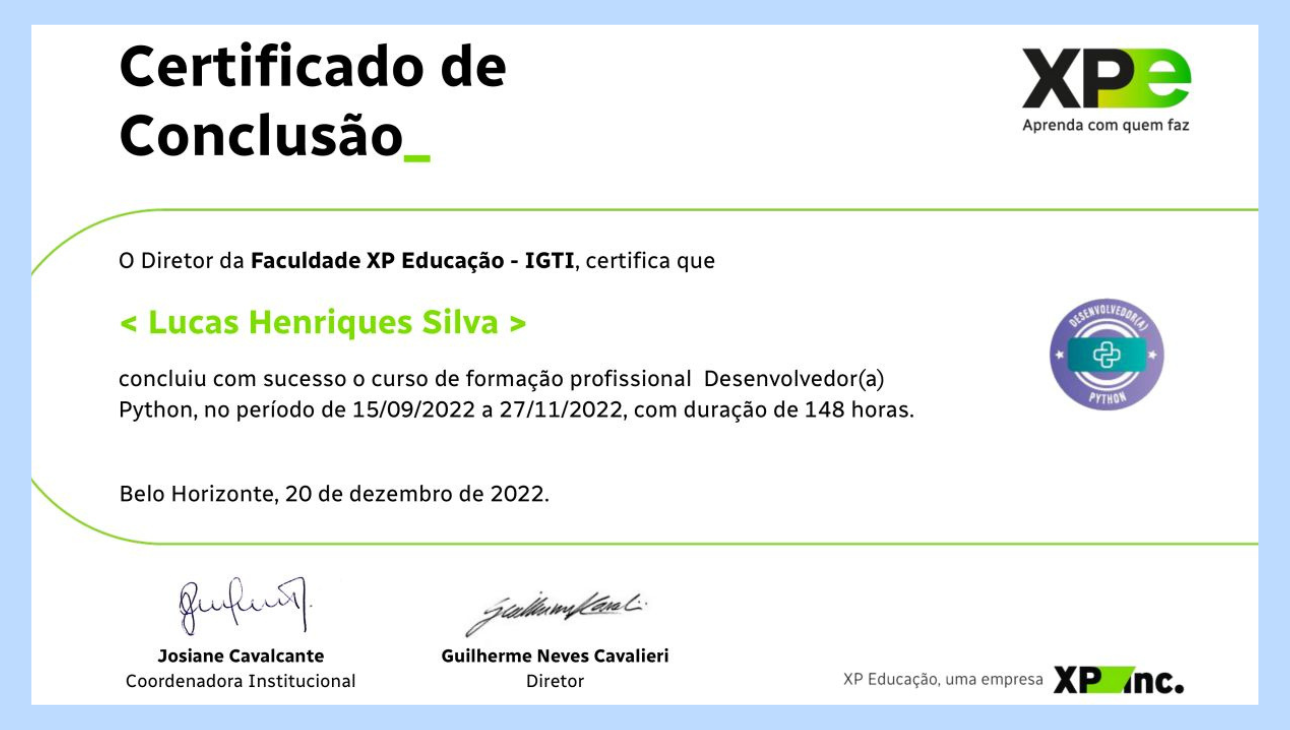 Certificado de
Conclusão_
XPe
Aprenda com quem faz
O Diretor da Faculdade XP Educação - IGTI, certifica que
< Lucas Henriques Silva >
concluiu com sucesso o curso de formação profissional Desenvolvedor(a)
Python, no período de 15/09/2022 a 27/11/2022, com duração de 148 horas.
DESENVOLVEDOR(A)
PYTHON
Belo Horizonte, 20 de dezembro de 2022.
Josiane Cavalcante
Coordenadora Institucional
Guilherme Neves Cavalieri
Diretor
XP Educação, uma empresa XP inc.